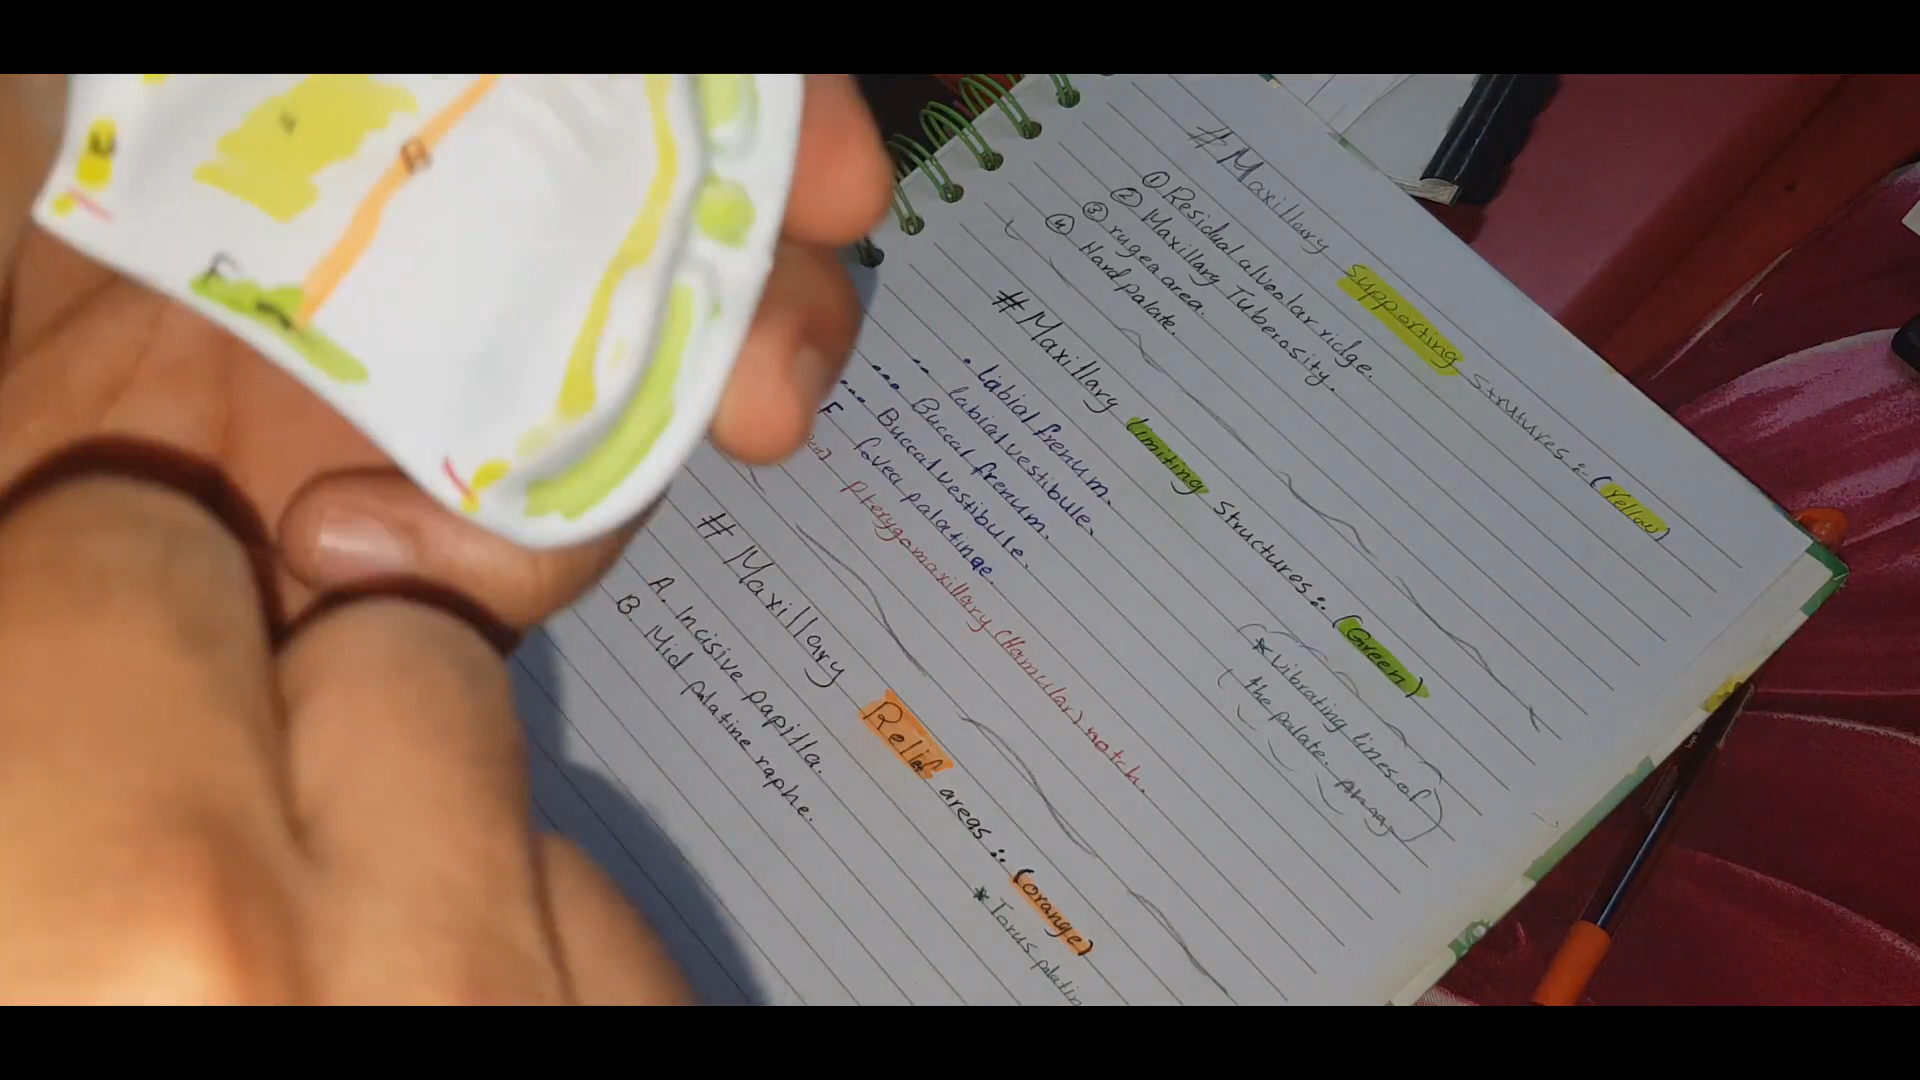 # Maxillary Supporting Strutures :- (Yellow)
① Residual alveolar ridge.
② Maxillary Tuberosity.
③ rugea area.
④ Hard palate.
# Maxillary Limiting Structures :- (Green)
• Labial frenum.
•• labial vestibule.
••• Buccal frenum.
•••• Buccal vestibule.
F fovea palatinae.
Pterygomaxillary (Hamular) notch.
* Vibrating lines of
the palate.
# Maxillary Relief areas :- (orange)
A. Incisive papilla.
B. Mid palatine raphe.
* Torus palatin
B
F